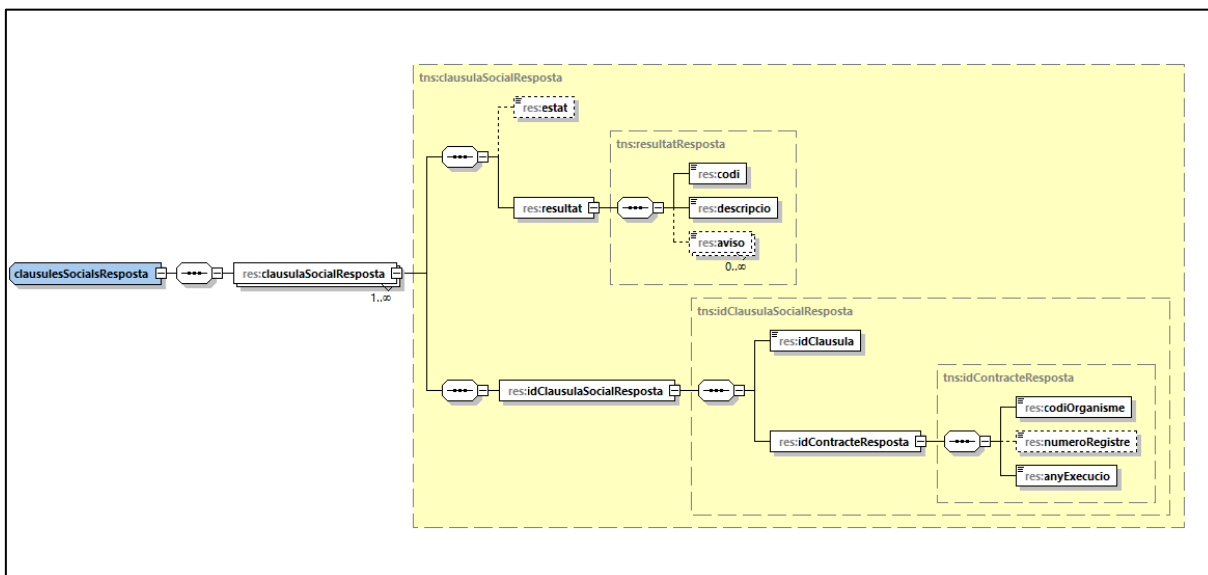 tns:clausulaSocialResposta
res:estat
tns:resultatResposta
res:codi
res:resultat
res:descripcio
res:aviso
0..∞
clausulesSocialsResposta
res:clausulaSocialResposta
1..∞
tns:idClausulaSocialResposta
res:idClausula
tns:idContracteResposta
res:idClausulaSocialResposta
res:codiOrganisme
res:idContracteResposta
res:numeroRegistre
res:anyExecucio